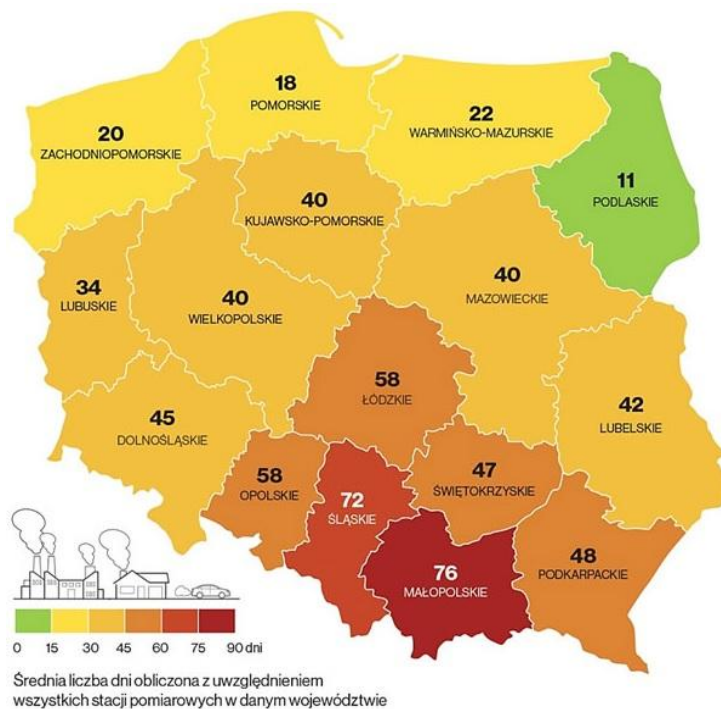 18
POMORSKIE
22
WARMIŃSKO-MAZURSKIE
20
ZACHODNIOPOMORSKIE
11
PODLASKIE
40
KUJAWSKO-POMORSKIE
34
LUBUSKIE
40
WIELKOPOLSKIE
40
MAZOWIECKIE
58
ŁÓDZKIE
45
DOLNOŚLĄSKIE
42
LUBELSKIE
58
OPOLSKIE
72
ŚLĄSKIE
47
ŚWIĘTOKRZYSKIE
76
MAŁOPOLSKIE
48
PODKARPACKIE
0 15 30 45 60 75 90 dni
Średnia liczba dni obliczona z uwzględnieniem
wszystkich stacji pomiarowych w danym województwie